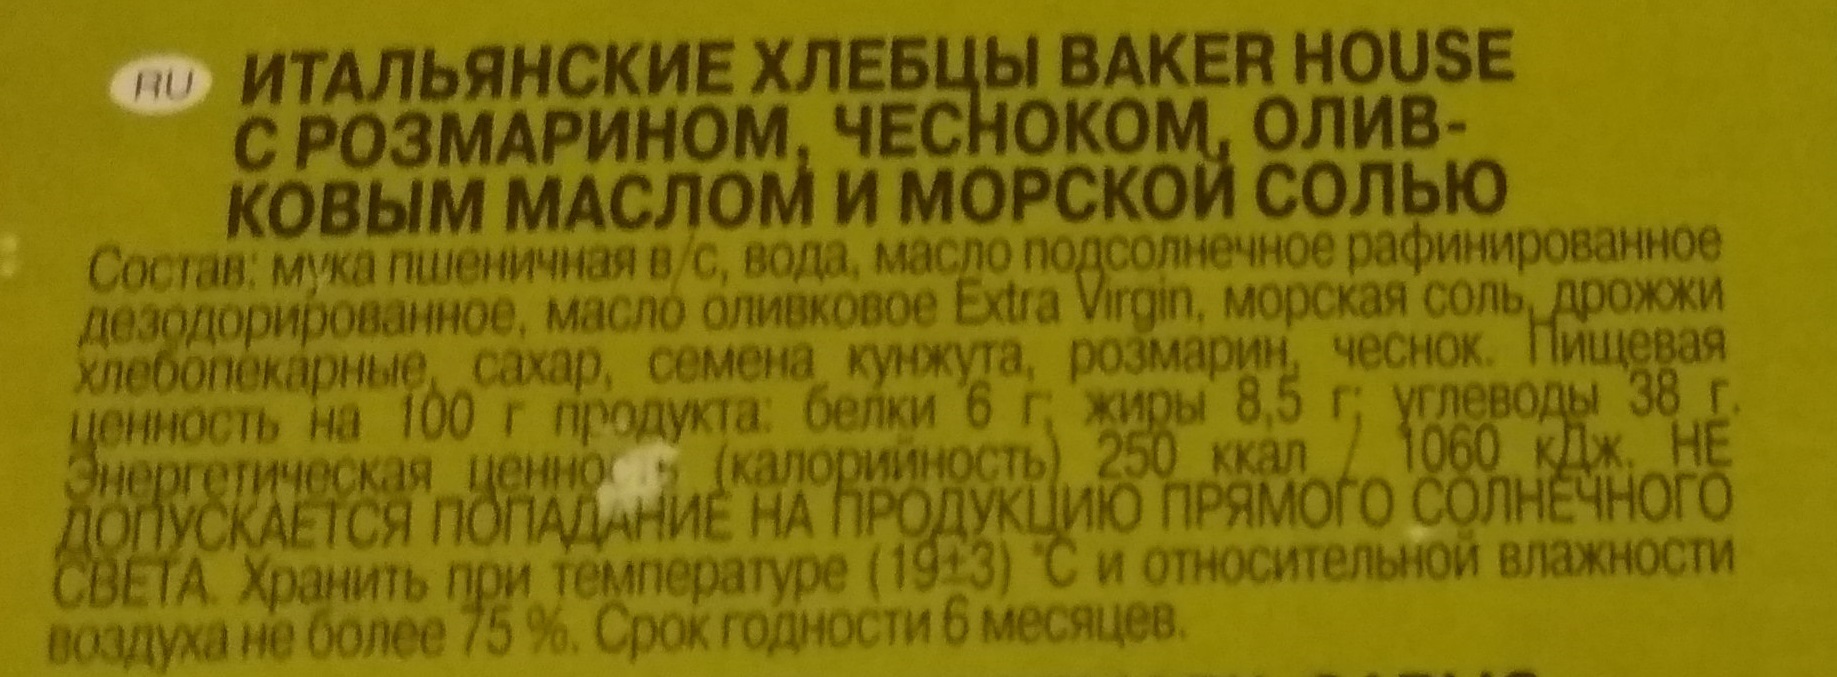 RU ИТАЛЬЯНСКИЕ ХЛЕБЦЫ BAKER HOUSE
С РОЗМАРИНОМ, ЧЕСНОКОМ, ОЛИВ-
КОВЫМ МАСЛОМ И МОРСКОЙ СОЛЬЮ
Состав: мука пшеничная в/с, вода, масло подсолнечное рафинированное
дезодорированное, масло оливковое Extra Virgin, морская соль, дрожжи
хлебопекарные, сахар, семена кунжута, розмарин, чеснок. Пищевая
ценность на 100 г продукта: белки 6 г; жиры 8,5 г; углеводы 38 г.
Энергетическая ценность (калорийность) 250 ккал / 1060 кДж. НЕ
ДОПУСКАЕТСЯ ПОПАДАНИЕ НА ПРОДУКЦИЮ ПРЯМОГО СОЛНЕЧНОГО
СВЕТА. Хранить при температуре (19±3) °C и относительной влажности
воздуха не более 75 %. Срок годности 6 месяцев.